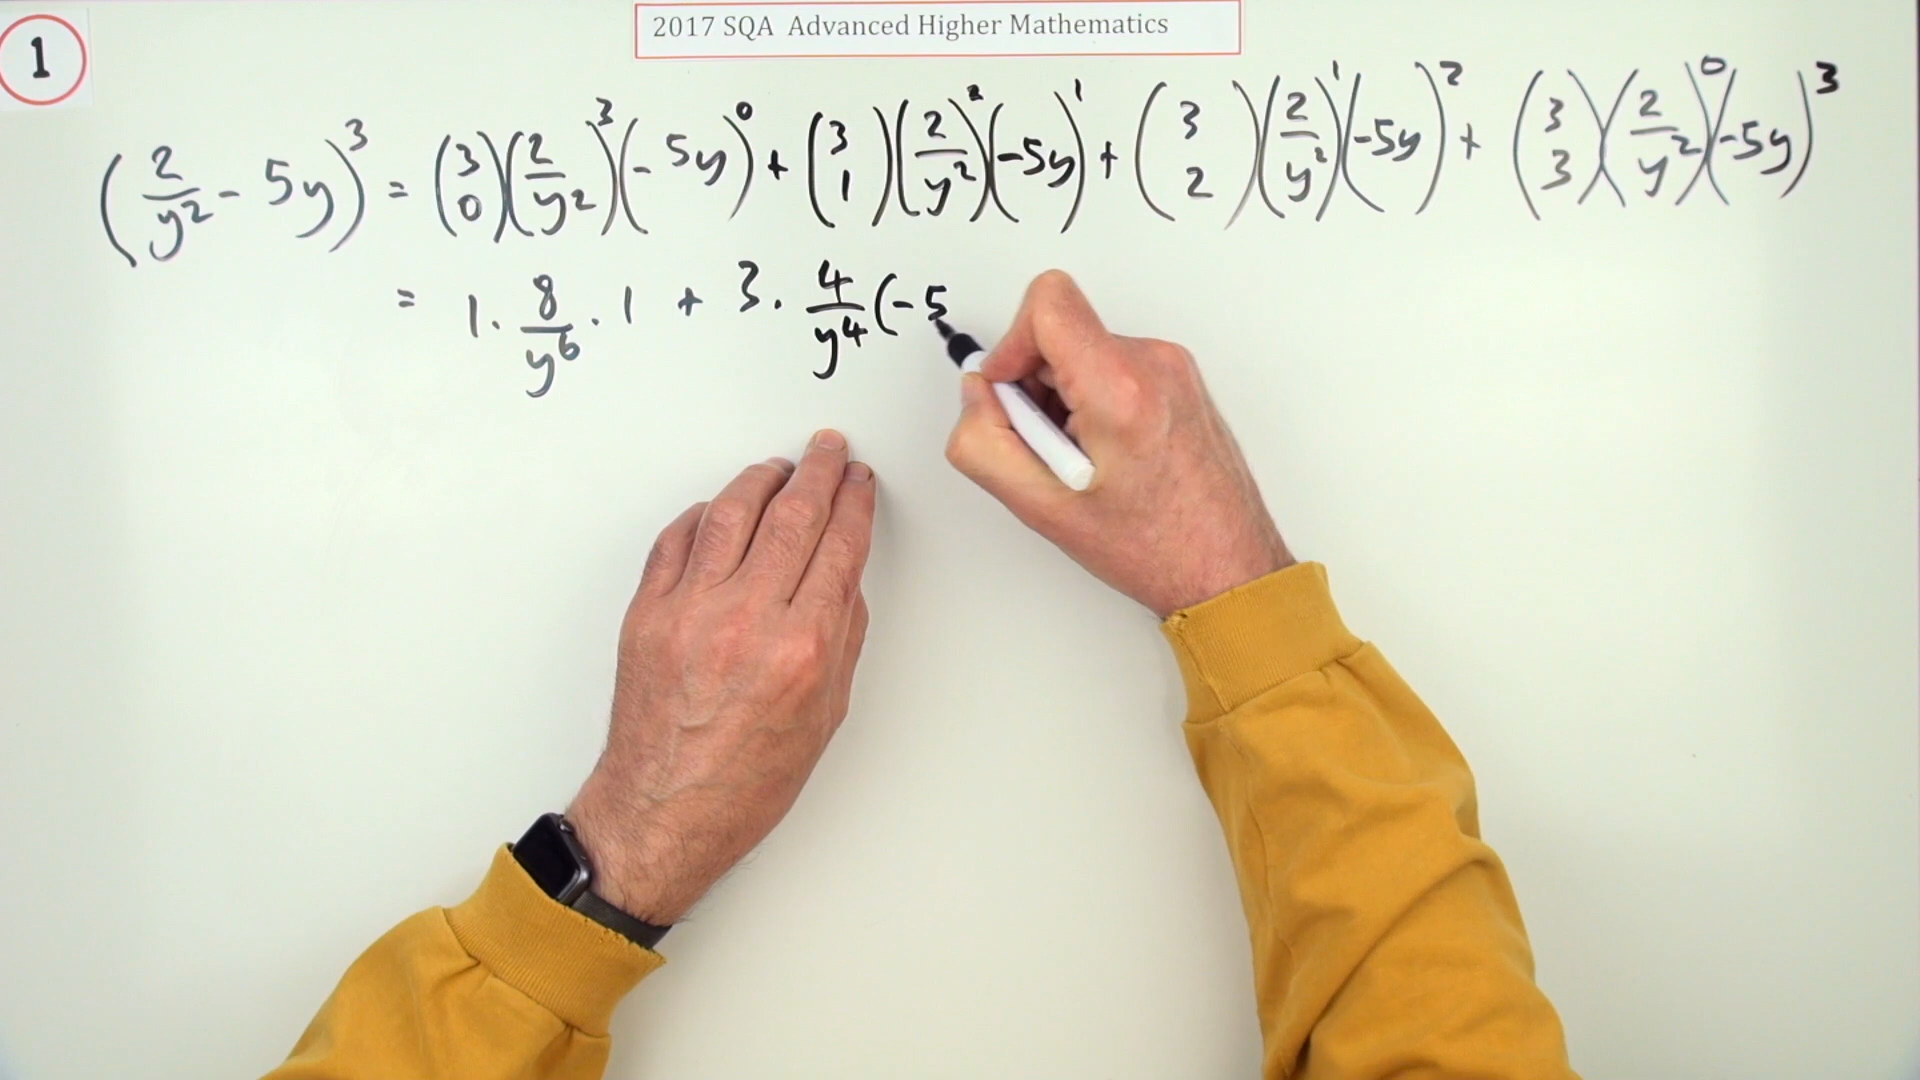 2017 SQA Advanced Higher Mathematics
1
(2/y² - 5y)³ = (3 0)(2/y²)³(- 5y)⁰ + (3 1)(2/y²)²(-5y)¹ + (3 2)(2/y²)¹(-5y)² + (3 3)(2/y²)⁰(-5y)³
= 1 . 8/y⁶ . 1 + 3 . 4/y⁴ (-5